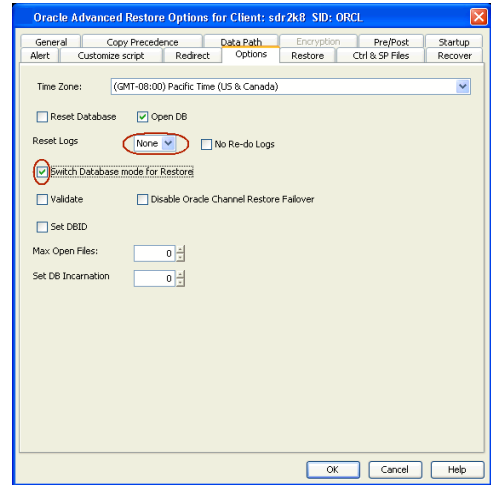 Oracle Advanced Restore Options for Client: sdr2k8 SID: ORCL
General Copy Precedence Data Path Encryption Pre/Post Startup
Alert Customize script Redirect Options Restore Ctrl & SP Files Recover
Time Zone: (GMT-08:00) Pacific Time (US & Canada)
Reset Database Open DB
Reset Logs None No Re-do Logs
Switch Database mode for Restore
Validate Disable Oracle Channel Restore Failover
Set DBID
Max Open Files: 0
Set DB Incarnation 0
OK Cancel Help